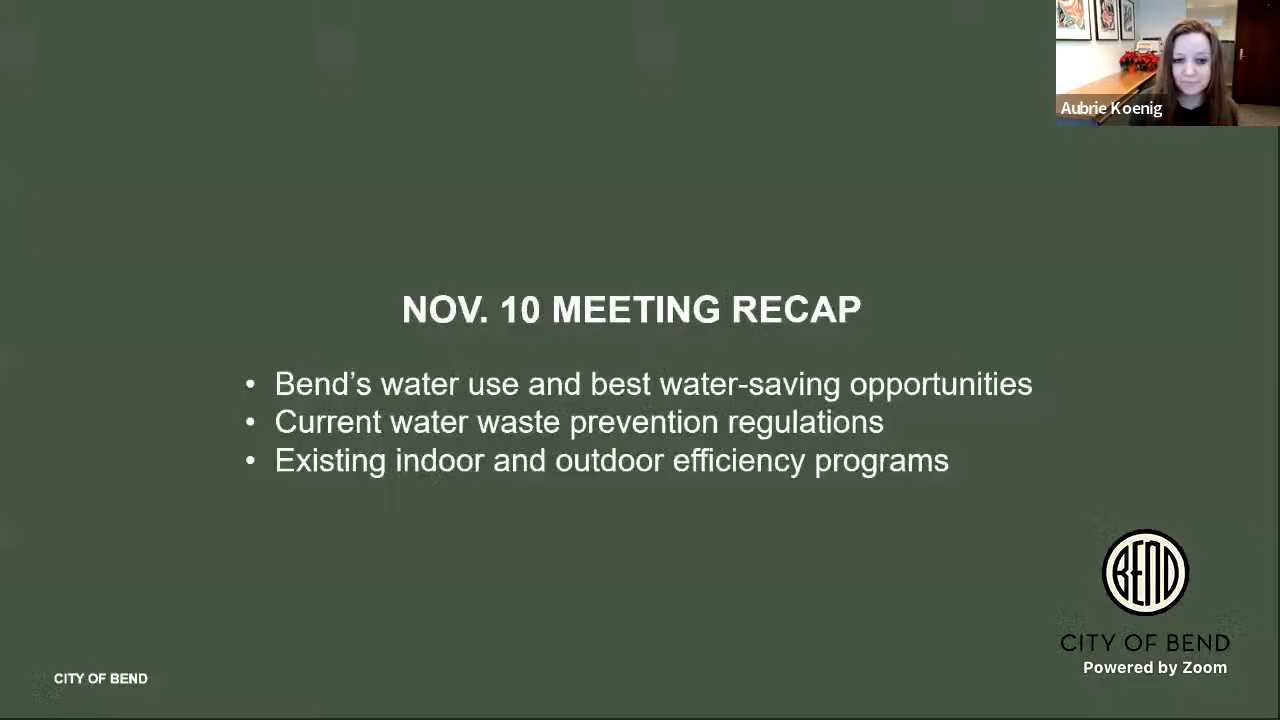 Aubrie Koenig
NOV. 10 MEETING RECAP
• Bend’s water use and best water-saving opportunities
• Current water waste prevention regulations
• Existing indoor and outdoor efficiency programs
BEND
CITY OF BEND
Powered by Zoom
CITY OF BEND